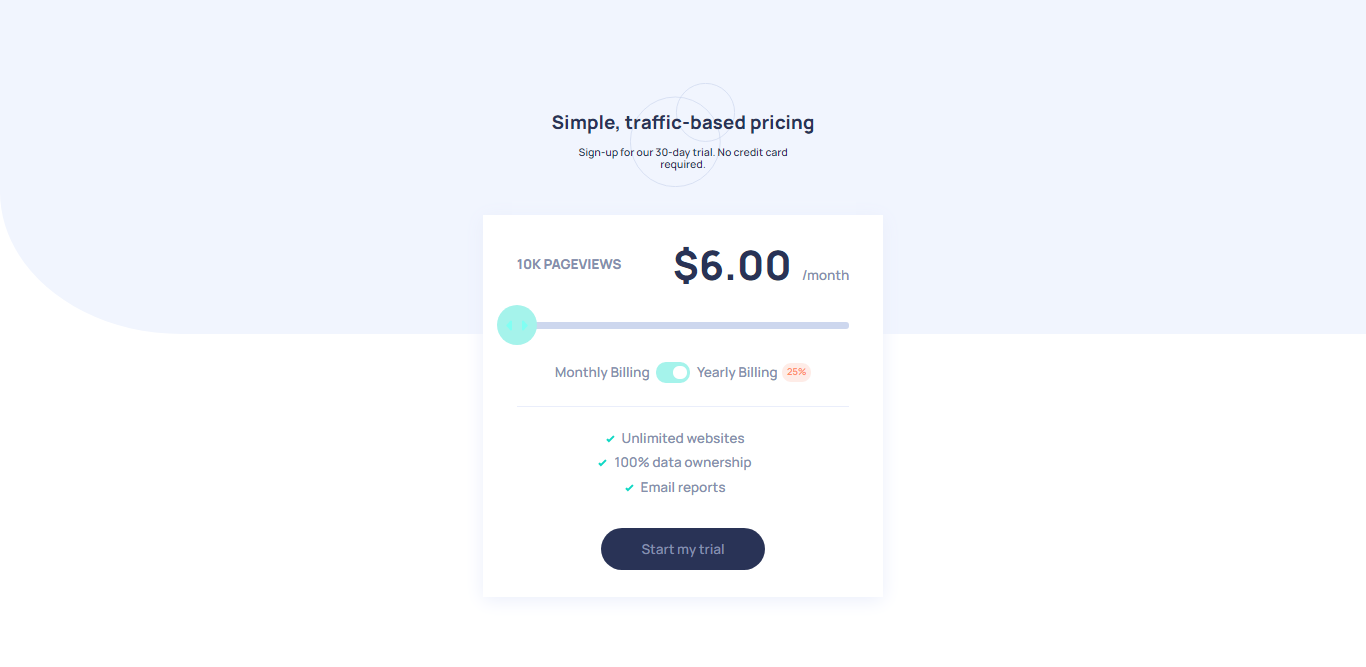 Simple, traffic-based pricing
Sign-up for our 30-day trial. No credit card
required.
10K PAGEVIEWS $6.00 /month
Monthly Billing Yearly Billing 25%
Unlimited websites
100% data ownership
Email reports
Start my trial